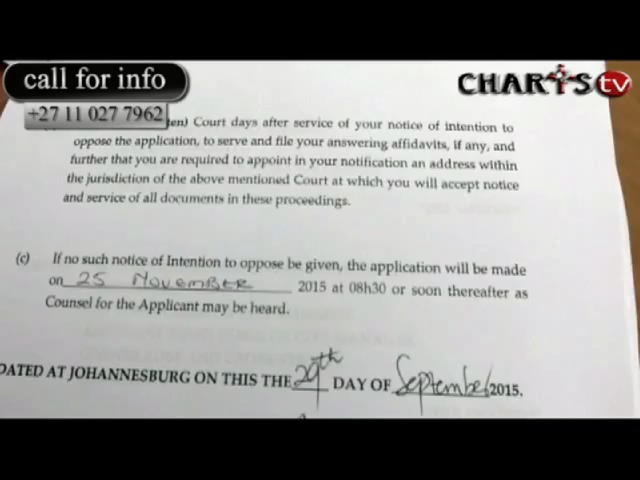 call for info
+27 11 027 7962
CHARIS tv
ten) Court days after service of your notice of intention to
oppose the application, to serve and file your answering affidavits, if any, and
further that you are required to appoint in your notification an address within
the jurisdiction of the above mentioned Court at which you will accept notice
and service of all documents in these proceedings.
(c) If no such notice of Intention to oppose be given, the application will be made
on 25 NOVEMBER 2015 at 08h30 or soon thereafter as
Counsel for the Applicant may be heard.
DATED AT JOHANNESBURG ON THIS THE 29th DAY OF September 2015.